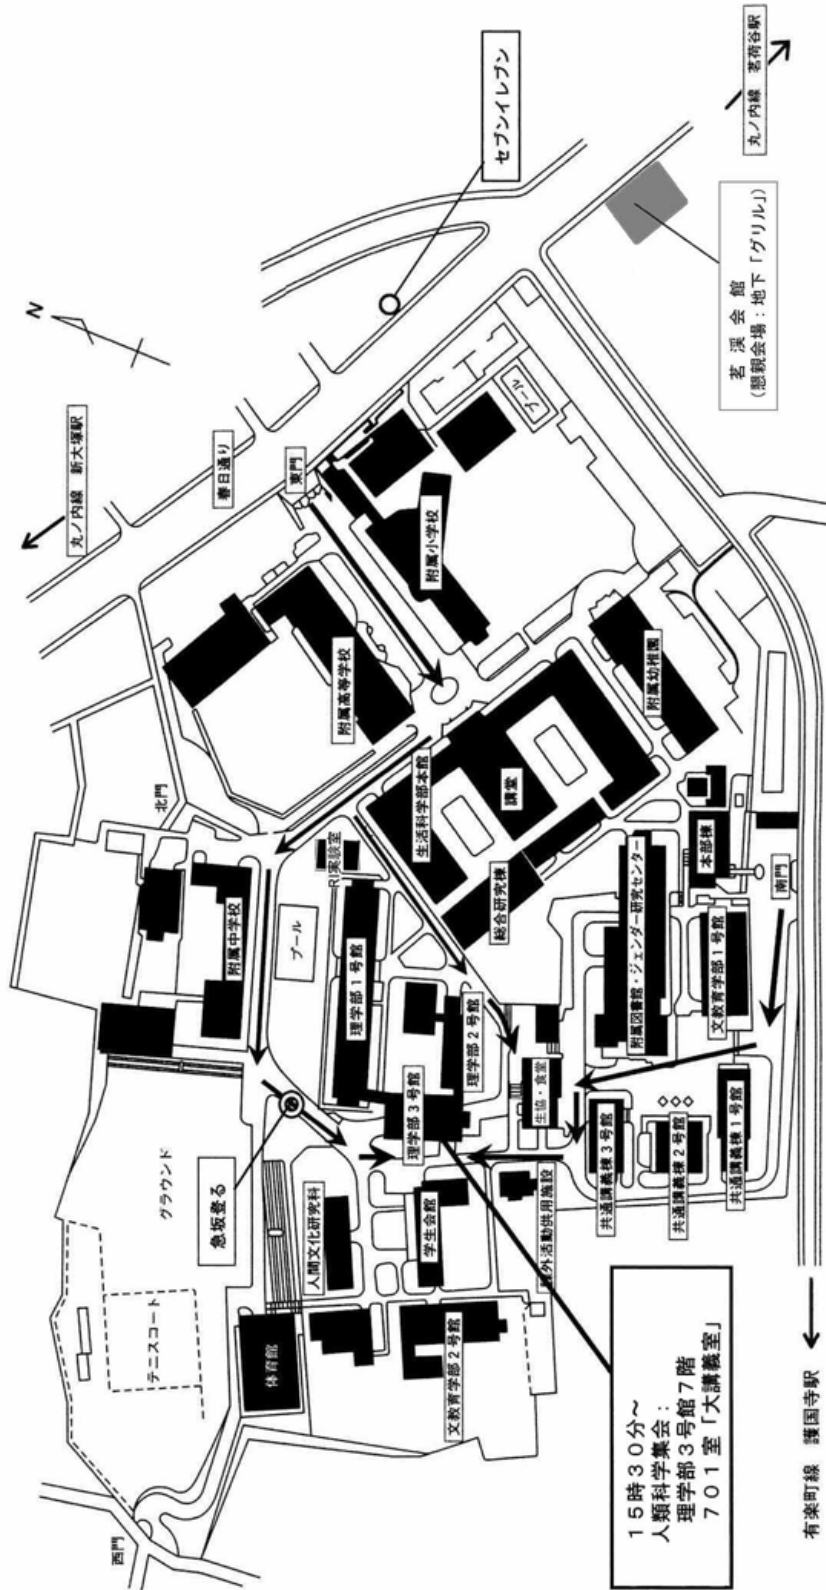 丸ノ内線 茗荷谷駅
セブンイレブン
茗渓会館
(懇親会場：地下「グリル」)
N
丸ノ内線 新大塚駅
春日通り
東門
プール
附属小学校
附属高等学校
附属幼稚園
北門
生活科学部本館
講堂
総合研究棟
本部棟
南門
RI実験室
附属中学校
プール
理学部１号館
理学部２号館
理学部３号館
附属図書館・ジェンダー研究センター
文教育学部１号館
生協・食堂
共通講義棟３号館
共通講義棟２号館
共通講義棟１号館
急坂登る
グラウンド
テニスコート
人間文化研究科
学生会館
外活動供用施設
体育館
文教育学部２号館
西門
１５時３０分～
人類科学集会：
理学部３号館７階
７０１室「大講義室」
有楽町線 護国寺駅